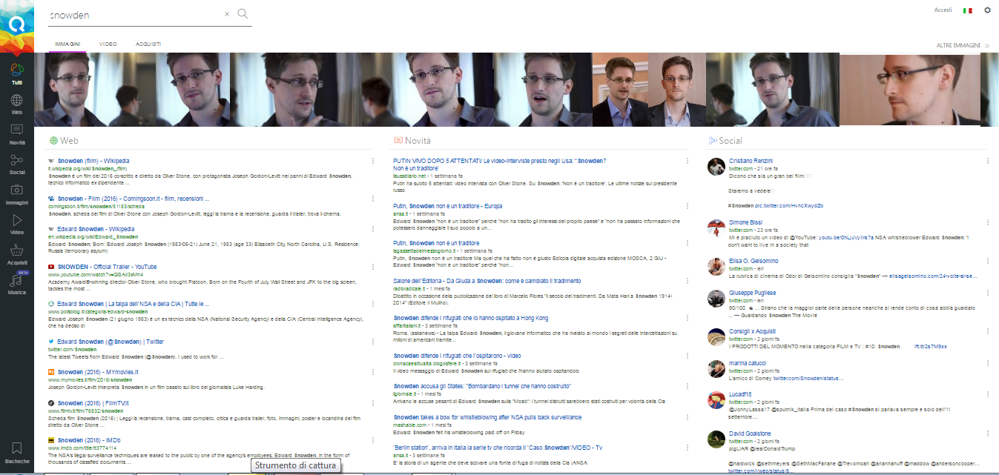 snowden ×
Accedi
IMMAGINI VIDEO ACQUISTI
ALTRE IMMAGINI »
Tutti
Web
Novità
Social
Immagini
Video
Acquisti
BETA
Musica
Bacheche
Web
Snowden (film) - Wikipedia
it.wikipedia.org/wiki/Snowden_(film)
Snowden è un film del 2016 co-scritto e diretto da Oliver Stone, con protagonista Joseph Gordon-Levitt nei panni di Edward Snowden,
tecnico informatico ex dipendente ...
Snowden - Film (2016) - Comingsoon.it - film, recensioni ...
comingsoon.it/film/snowden/51183/scheda
Snowden, scheda del film di Oliver Stone con Joseph Gordon-Levitt, leggi la trama e la recensione, guarda il trailer, trova il cinema.
Edward Snowden - Wikipedia
en.wikipedia.org/wiki/Edward_Snowden
Edward Snowden; Born: Edward Joseph Snowden (1983-06-21) June 21, 1983 (age 33) Elizabeth City, North Carolina, U.S. Residence:
Russia (temporary asylum)
SNOWDEN - Official Trailer - YouTube
www.youtube.com/watch?v=QlSAiI3xMh4
Academy Award®-winning director Oliver Stone, who brought Platoon, Born on the Fourth of July, Wall Street and JFK to the big screen,
tackles the most ...
Edward Snowden | La talpa dell'NSA e della CIA | Tutte le ...
www.polisblog.it/categoria/edward-snowden
Edward Joseph Snowden (21 giugno 1983) è un ex tecnico della NSA (National Security Agency) e della CIA (Central Intelligence Agency),
che ha deciso di
Edward Snowden (@Snowden) | Twitter
twitter.com/Snowden
The latest Tweets from Edward Snowden (@Snowden). I used to work for ...
Snowden (2016) - MYmovies.it
www.mymovies.it/film/2016/snowden
Joseph Gordon-Levitt interpreta Snowden in un film basato sul libro del giornalista Luke Harding.
Snowden (2016) | FilmTV.it
www.filmtv.it/film/76832/snowden
Scheda film Snowden (2016) | Leggi la recensione, trama, cast completo, critica e guarda trailer, foto, immagini, poster e locandina del film
diretto da Oliver Stone ...
Snowden (2016) - IMDb
www.imdb.com/title/tt3774114
The NSA's illegal surveillance techniques are leaked to the public by one of the agency's employees, Edward Snowden, in the form of
thousands of classified documents ...
Strumento di cattura
Novità
PUTIN VIVO DOPO 5 ATTENTATI/ Le video-interviste presto negli Usa: "Snowden?
Non è un traditore'
ilsussidiario.net - 1 settimana fa
Putin ha subito 5 attentati: video intervista con Oliver Stone. Su Snowden: 'Non è un traditore'. Le ultime notizie sul presidente
russo
Putin, Snowden non è un traditore - Europa
ansa.it - 1 settimana fa
Edward Snowden "non è un traditore" perché "non ha tradito gli interessi del proprio paese" e "non ha passato informazioni che
potessero danneggiare il suo popolo a un...
Putin, Snowden non è un traditore
lagazzettadelmezzogiorno.it - 1 settimana fa
Putin, Snowden non è un traditore Ma quel che ha fatto non è giusto Edicola digitale acquista edizione MOSCA, 2 GIU -
Edward Snowden "non è un traditore" perché "non...
Salone dell'Editoria - Da Giuda a Snowden: come è cambiato il tradimento
radioradicale.it - 1 mese fa
Dibattito in occasione della pubblicazione del libro di Marcello Flores "Il secolo dei tradimenti. Da Mata Hari a Snowden 1914-
2014" (Editore Il Mulino).
Snowden difende i rifugiati che lo hanno ospitato a Hong Kong
affaritaliani.it - 3 settimane fa
Roma, (askanews) - La talpa Edward Snowden, il giovane informatico che ha rivelato al mondo i segreti delle intercettazioni su
milioni di americani tramite...
Snowden difende i rifugiati che l'ospitarono - video
cronacaeattualita.blogosfere.it - 3 settimane fa
Il video messaggio di Edward Snowden sui rifugiati che l'hanno aiutato ospitandolo
Snowden accusa gli States: "Bombardano i tunnel che hanno costruito"
ilgiornale.it - 1 mese fa
Arrivano le accuse pesanti di Edward Snowden sulla "Moab": i tunnel distrutti sarebbero stati costruiti per volontà della Cia
Snowden takes a bow for whistleblowing after NSA pulls back surveillance
mashable.com - 1 mese fa
Edward Snowden felt his whistleblowing paid off on Friday
'Berlin station', arriva in Italia la serie tv che ricorda il 'Caso Snowden'/VIDEO - Tv
ansa.it - 3 settimane fa
E' la storia di un agente che deve scovare una fonte di fuga di notizia della Cia (ANSA
Social
Cristiano Renzini
twitter.com - 21 ore fa
Dicono che sia un gran bel film
Staremo a vedere
#Snowden pic.twitter.com/HvncXwydZb
Simone Bissi
twitter.com - 23 ore fa
Mi è piaciuto un video di @YouTube: youtu.be/0hLjuVyIirs?a NSA whistleblower Edward Snowden: 'I
don't want to live in a society that
Elisa O. Gelsomino
twitter.com - ieri
La rubrica di cinema di Odor di Gelsomino consiglia "Snowden" --> elisagelsomino.com/24-volte-al-se...
Giuseppe Pugliese
twitter.com - ieri
90/100 ... Strano che la maggior parte delle persone neanche si rende conto di cosa abbia guardato
... — Guardando Snowden The Movie
Consigli x Acquisti
twitter.com - 2 giorni fa
I PRODOTTI DEL MOMENTO nella categoria FILM e TV : #10: Snowden ift.tt/2s7M9xx
marina catucci
twitter.com - 2 giorni fa
L'amico di Comey twitter.com/Snowden/status...
Lucadf18
twitter.com - 2 giorni fa
@JonnyLassa17 @sputnik_italia Prima del caso #Snowden si parlava sempre e solo dell'11
settembre....
David Goalstone
twitter.com - 2 giorni fa
pigLIAR @realDonaldTrump
@hardwick @sethmeyers @SethMacFarlane @Trevornoah @ariannahuff @maddow @andersoncooper...
twitter.com/i/web/status/8...